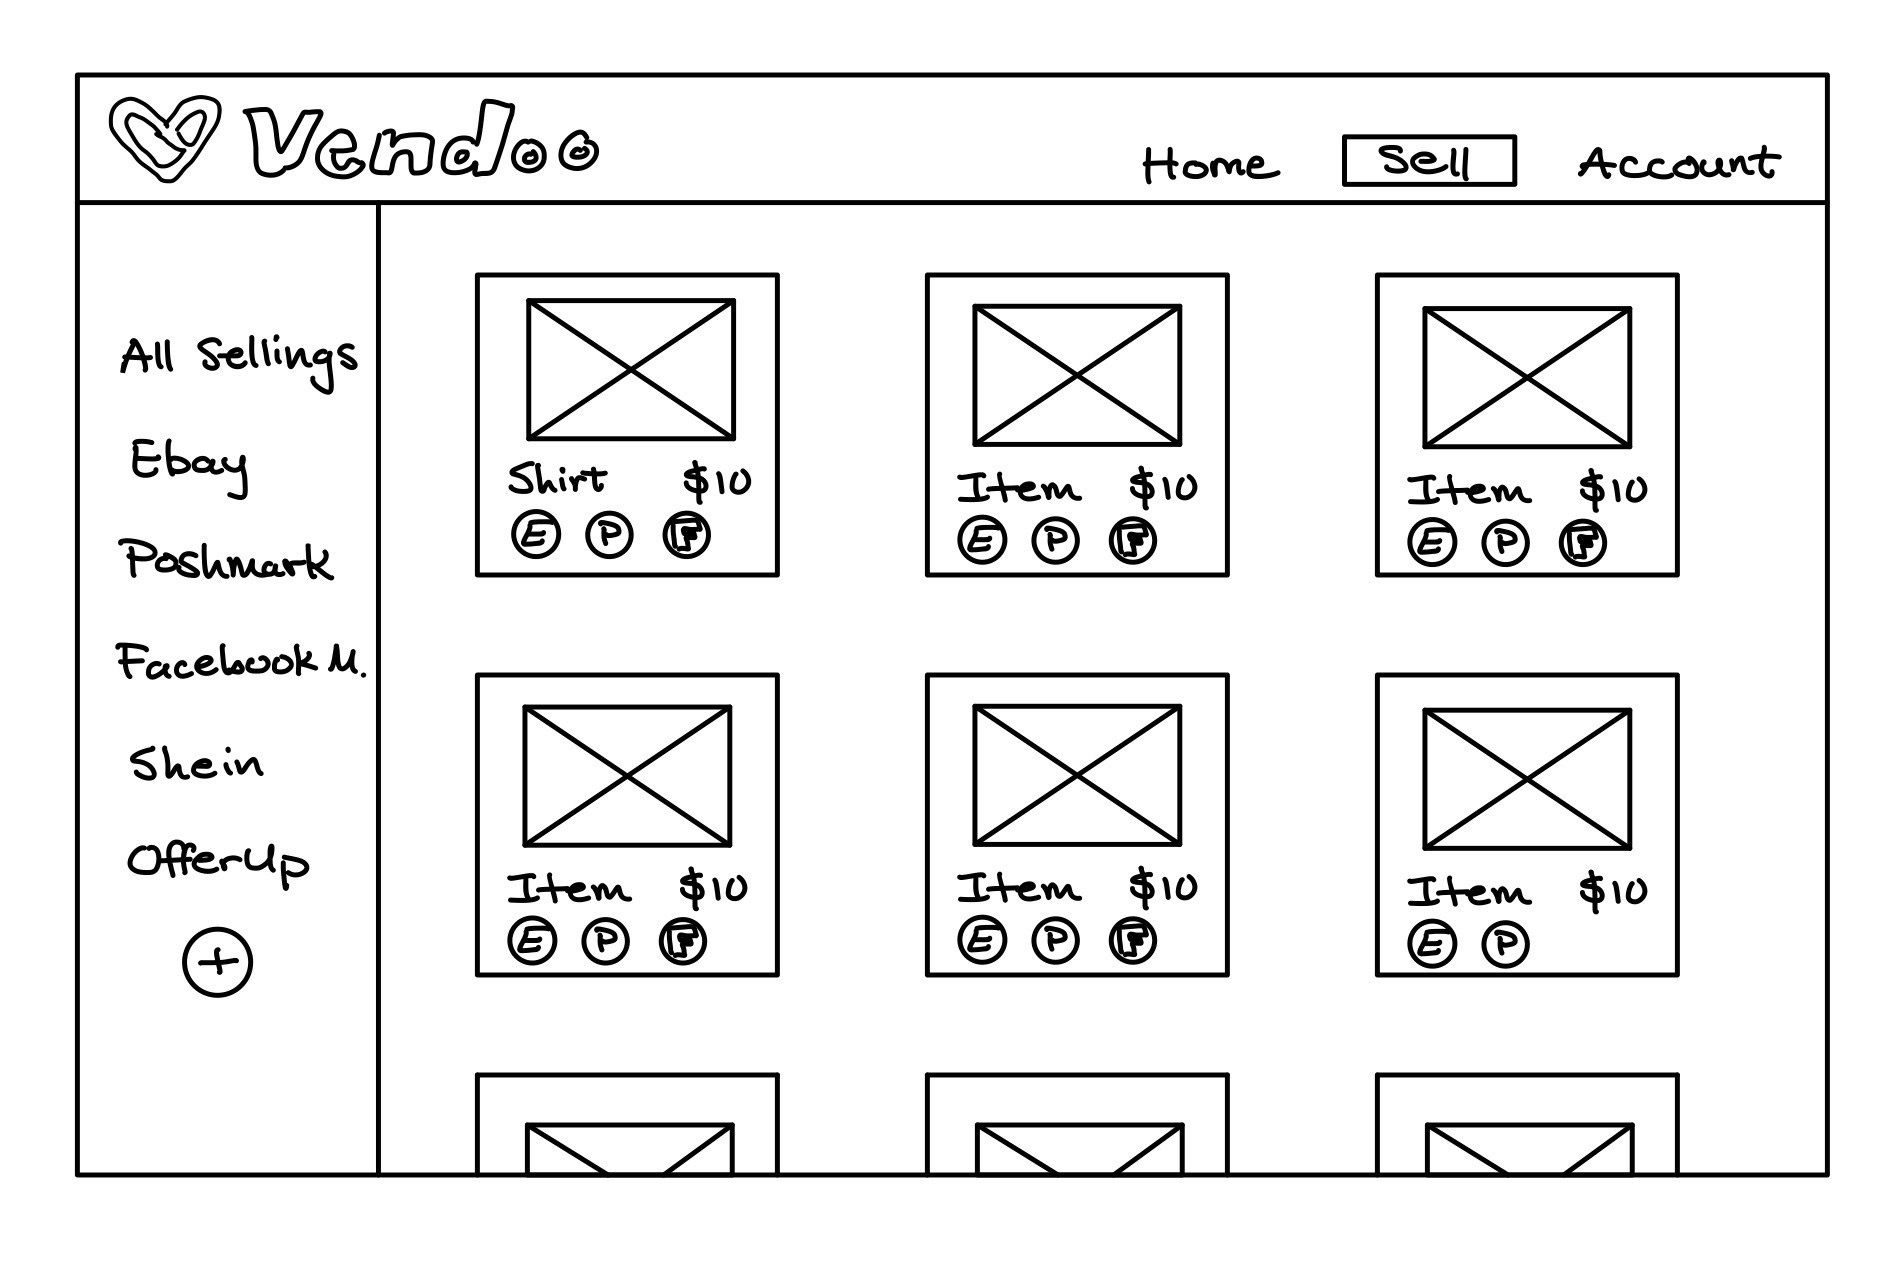 Vendoo
Home Sell Account
All Sellings
Ebay
Poshmark
Facebook M.
Shein
OfferUp
+
Shirt $10
E P F
Item $10
E P F
Item $10
E P F
Item $10
E P F
Item $10
E P F
Item $10
E P